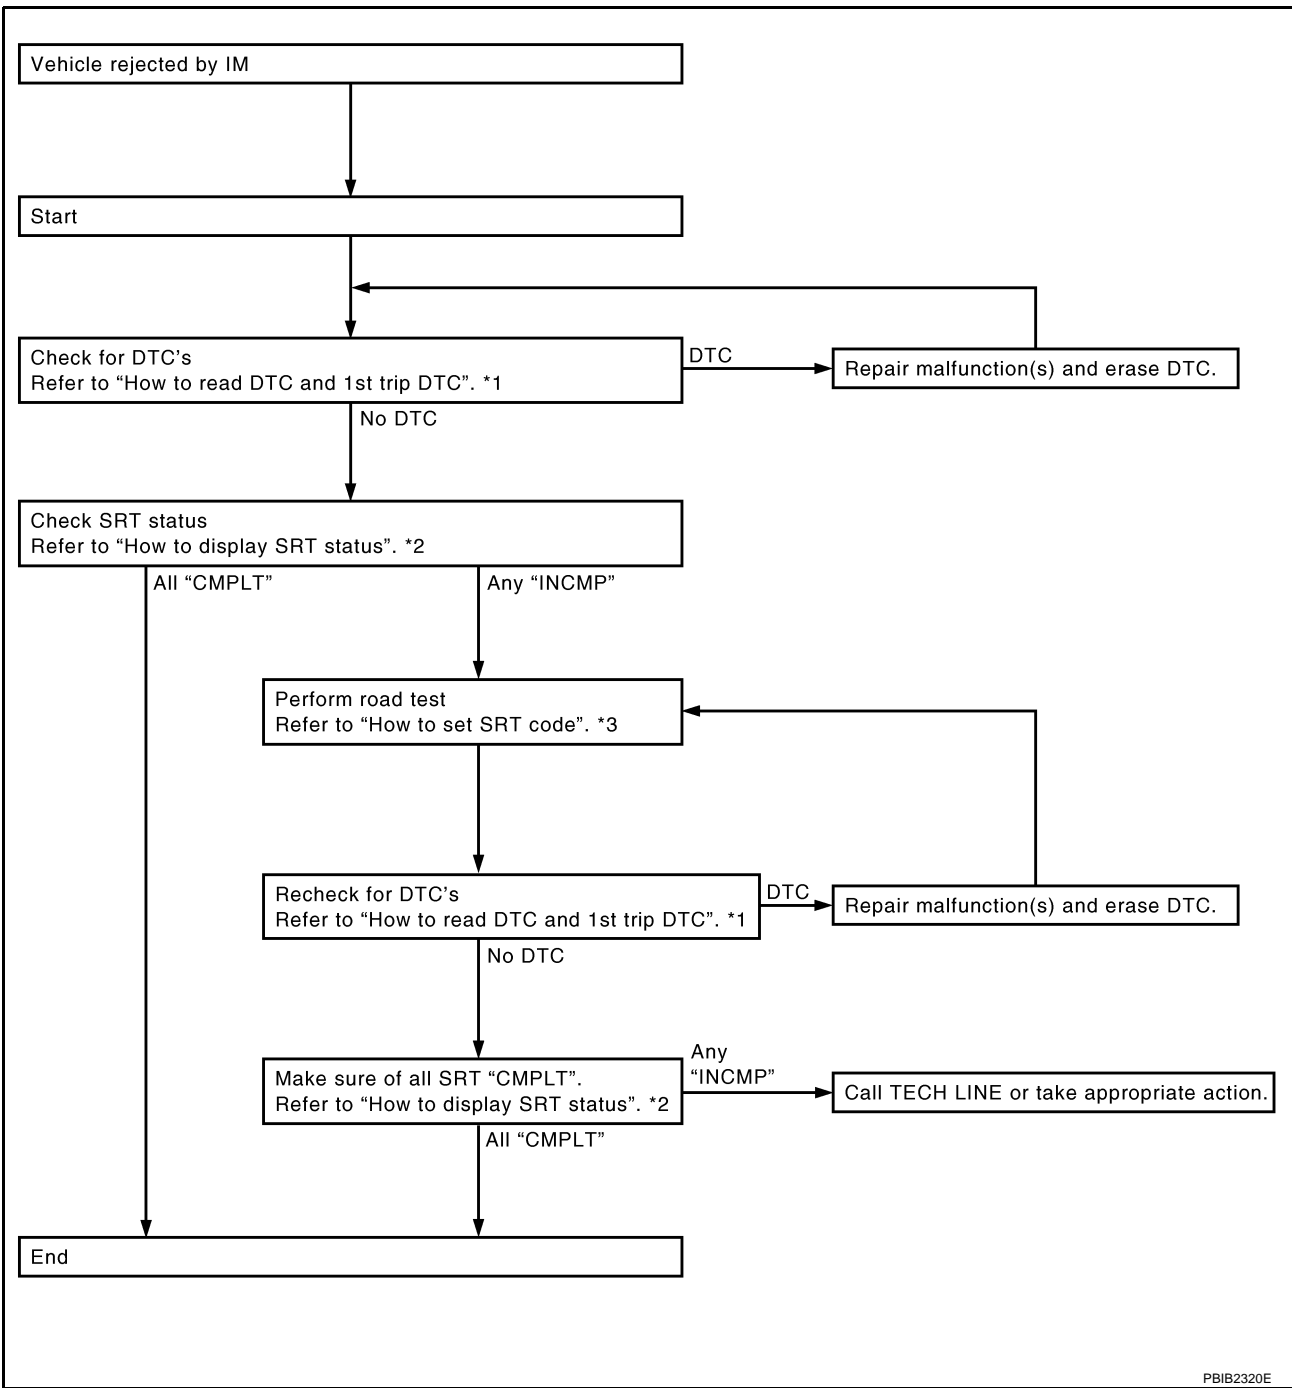 Vehicle rejected by IM
Start
Check for DTC's
Refer to “How to read DTC and 1st trip DTC”. *1
DTC
Repair malfunction(s) and erase DTC.
No DTC
Check SRT status
Refer to “How to display SRT status”. *2
All “CMPLT”
Any “INCMP”
Perform road test
Refer to “How to set SRT code”. *3
Recheck for DTC's
Refer to “How to read DTC and 1st trip DTC”. *1
DTC
Repair malfunction(s) and erase DTC.
No DTC
Make sure of all SRT “CMPLT”.
Refer to “How to display SRT status”. *2
Any
“INCMP”
Call TECH LINE or take appropriate action.
All “CMPLT”
End
PBIB2320E